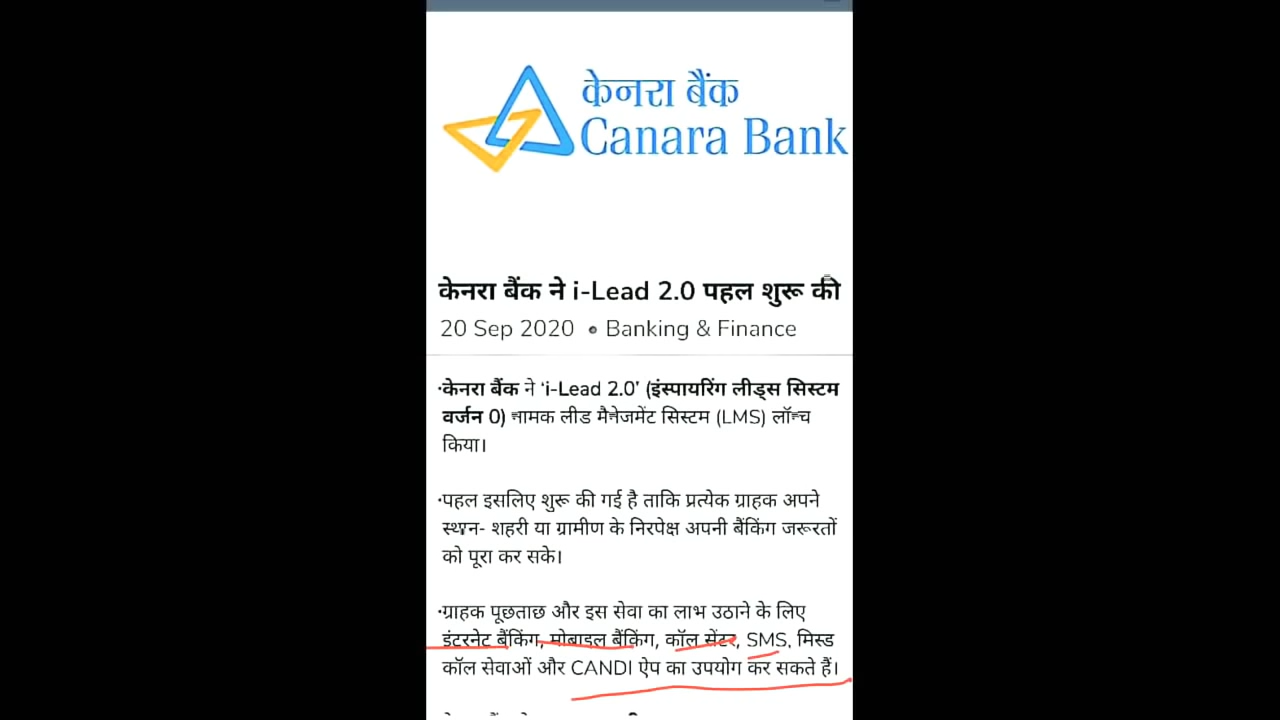 केनरा बैंक
Canara Bank
केनरा बैंक ने i-Lead 2.0 पहल शुरू की
20 Sep 2020 • Banking & Finance
·केनरा बैंक ने ‘i-Lead 2.0’ (इंस्पायरिंग लीड्स सिस्टम
वर्जन 0) नामक लीड मैनेजमेंट सिस्टम (LMS) लॉन्च
किया।
·पहल इसलिए शुरू की गई है ताकि प्रत्येक ग्राहक अपने
स्थान- शहरी या ग्रामीण के निरपेक्ष अपनी बैंकिंग जरूरतों
को पूरा कर सके।
·ग्राहक पूछताछ और इस सेवा का लाभ उठाने के लिए
इंटरनेट बैंकिंग, मोबाइल बैंकिंग, कॉल सेंटर, SMS, मिस्ड
कॉल सेवाओं और CANDI ऐप का उपयोग कर सकते हैं।